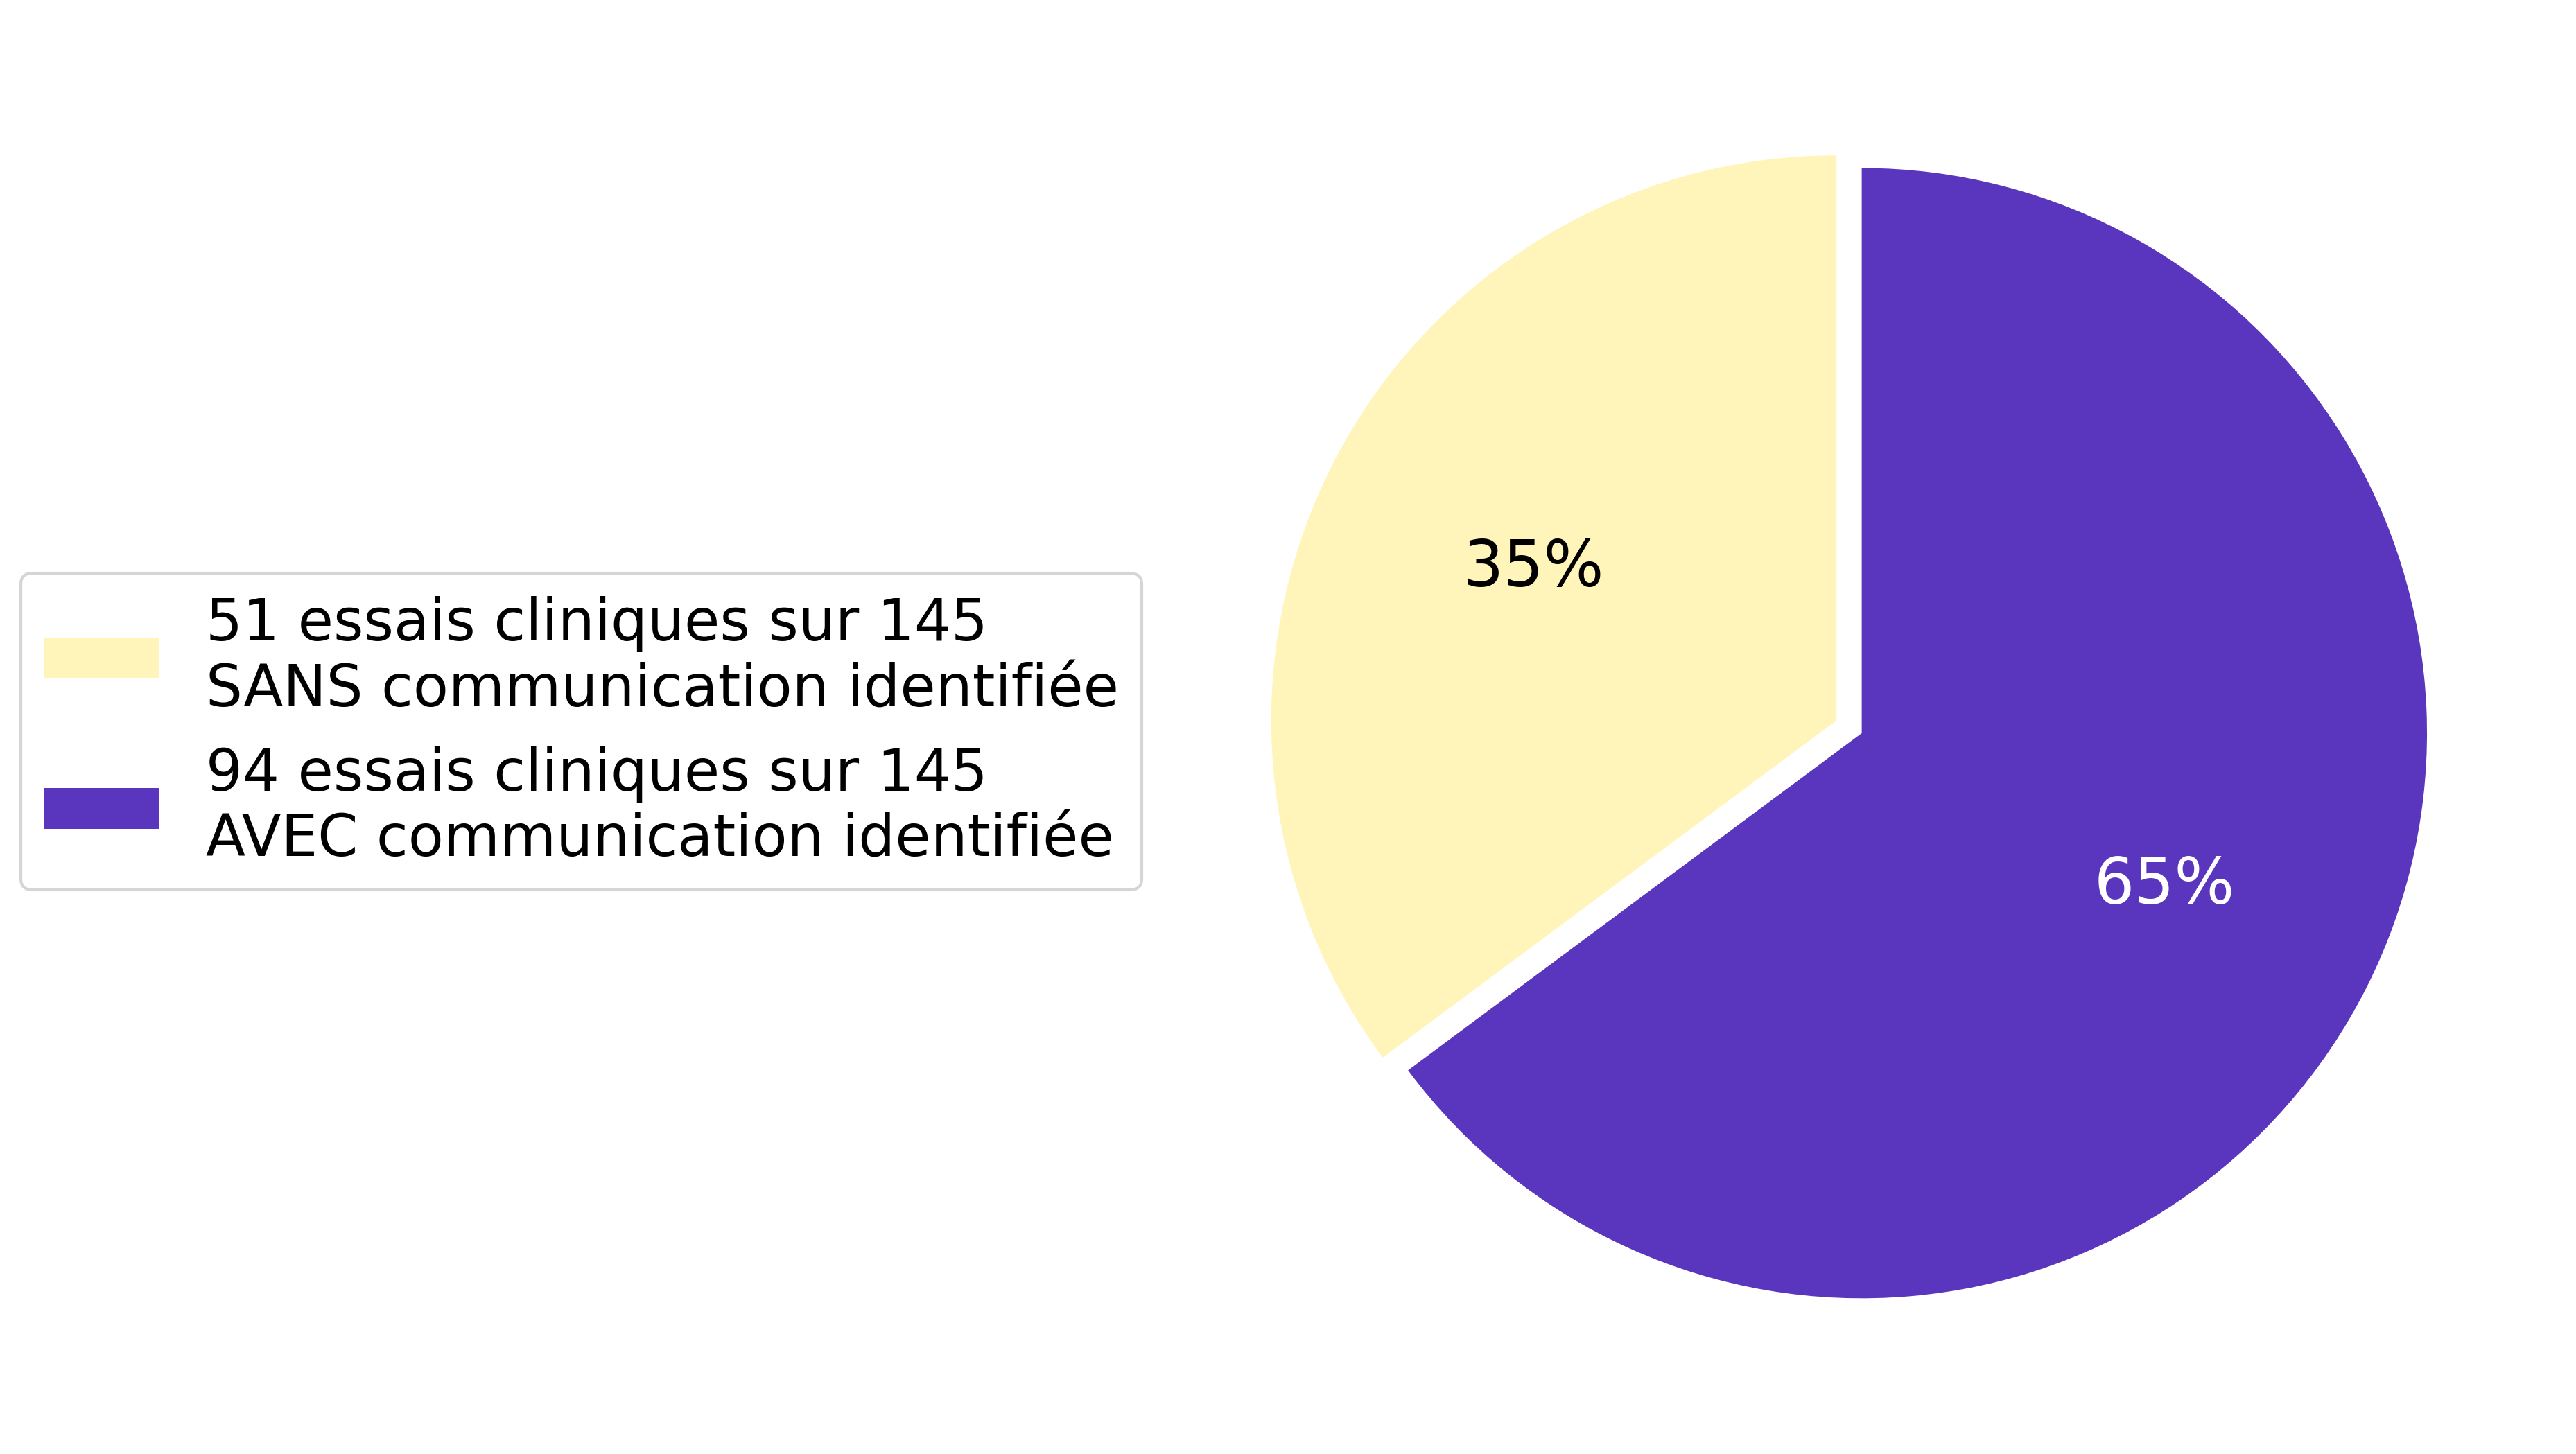 51 essais cliniques sur 145
SANS communication identifiée
94 essais cliniques sur 145
AVEC communication identifiée
35%
65%